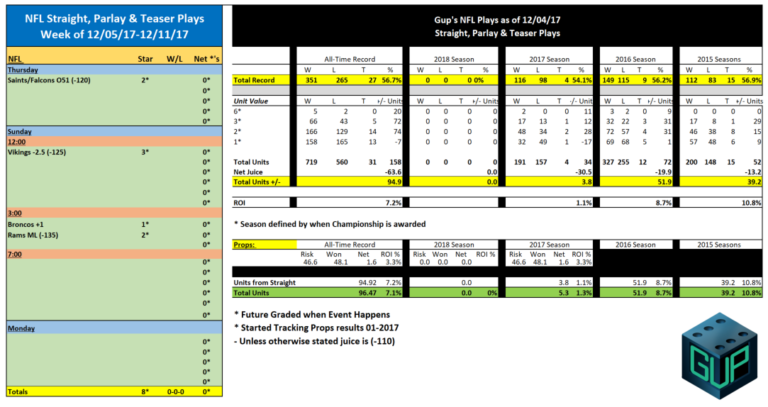 NFL Straight, Parlay & Teaser Plays
Week of 12/05/17-12/11/17
NFL Star W/L Net *'s
Thursday
Saints/Falcons O51 (-120) 2* 0*
0*
0*
0*
0*
Sunday
12:00
Vikings -2.5 (-125) 3* 0*
0*
0*
0*
0*
0*
3:00
Broncos +1 1* 0*
Rams ML (-135) 2* 0*
0*
7:00
0*
0*
0*
0*
0*
0*
Monday
0*
0*
0*
0*
0*
Totals 8* 0-0-0 0*
Gup's NFL Plays as of 12/04/17
Straight, Parlay & Teaser Plays
All-Time Record 2018 Season 2017 Season 2016 Season 2015 Seasons
W L T % W L T % W L T % W L T % W L T %
Total Record 351 265 27 56.7% 0 0 0 0% 116 98 4 54.1% 149 115 9 56.2% 112 83 15 56.9%
Unit Value W L T +/- Units W L T +/- Units W L T -/- Units W L T +/- Units W L T +/- Units
6* 5 2 0 20 0 0 0 0 2 0 0 11 3 2 0 9 0 0 0 0
3* 66 43 5 72 0 0 0 0 17 13 1 12 32 22 3 31 17 8 1 29
2* 166 129 14 74 0 0 0 0 48 34 2 28 72 57 4 31 46 38 8 15
1* 158 165 13 -7 0 0 0 0 32 49 1 -17 69 68 5 1 57 48 6 9
Total Units 719 560 31 158 0 0 0 0 191 157 4 34 327 255 12 72 200 148 15 52
Net Juice -63.6 0.0 -30.5 -19.9 -13.2
Total Units +/- 94.9 0.0 3.8 51.9 39.2
ROI 7.2% 1.1% 8.7% 10.8%
* Season defined by when Championship is awarded
Props: All-Time Record 2018 Season 2017 Season 2016 Season 2015 Seasons
Risk Won Net ROI % Risk Won Net ROI % Risk Won Net ROI %
46.6 48.1 1.6 3.3% 0.0 0.0 0.0 46.6 48.1 1.6 3.3%
Units from Straight 94.92 7.2% 0.0 3.8 1.1% 51.9 8.7% 39.2 10.8%
Total Units 96.47 7.1% 0.0 0% 5.3 1.3% 51.9 8.7% 39.2 10.8%
* Future Graded when Event Happens
* Started Tracking Props results 01-2017
- Unless otherwise stated juice is (-110)
GUP